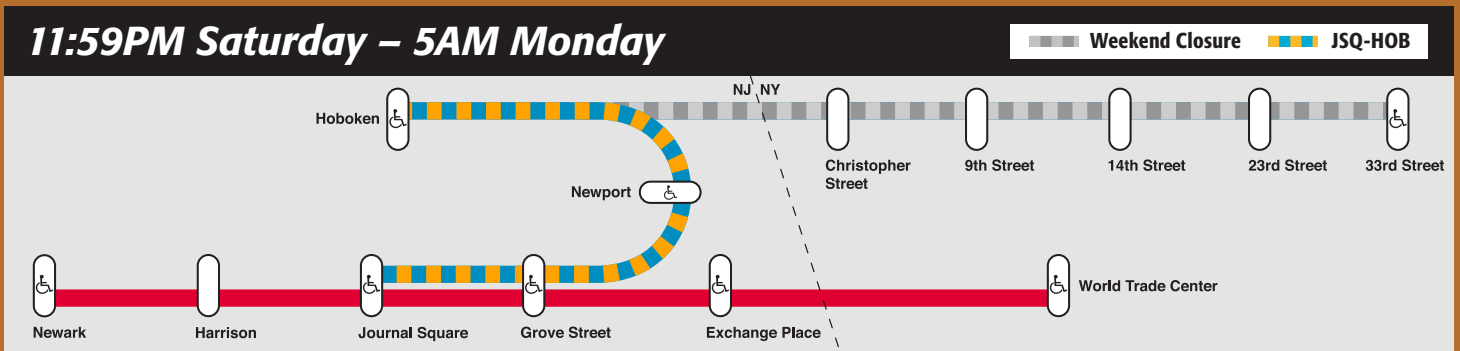 11:59PM Saturday – 5AM Monday
Weekend Closure
JSQ-HOB
NJ
NY
Hoboken
Christopher
Street
9th Street
14th Street
23rd Street
33rd Street
Newport
World Trade Center
Newark
Harrison
Journal Square
Grove Street
Exchange Place